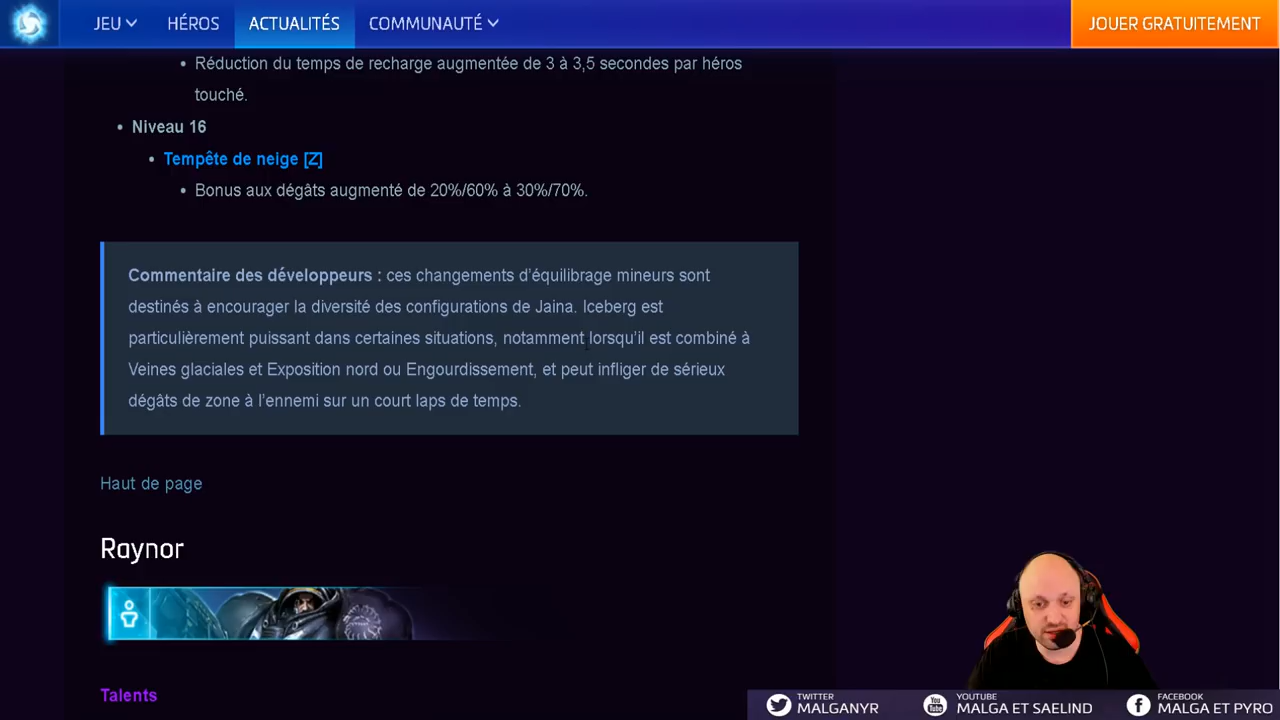 JEU HÉROS ACTUALITÉS COMMUNAUTÉ JOUER GRATUITEMENT
• Réduction du temps de recharge augmentée de 3 à 3,5 secondes par héros
touché.
• Niveau 16
• Tempête de neige [Z]
• Bonus aux dégâts augmenté de 20%/60% à 30%/70%.
Commentaire des développeurs : ces changements d’équilibrage mineurs sont
destinés à encourager la diversité des configurations de Jaina. Iceberg est
particulièrement puissant dans certaines situations, notamment lorsqu’il est combiné à
Veines glaciales et Exposition nord ou Engourdissement, et peut infliger de sérieux
dégâts de zone à l’ennemi sur un court laps de temps.
Haut de page
Raynor
Talents
TWITTER
MALGANYR
YOUTUBE
MALGA ET SAELIND
FACEBOOK
MALGA ET PYRO